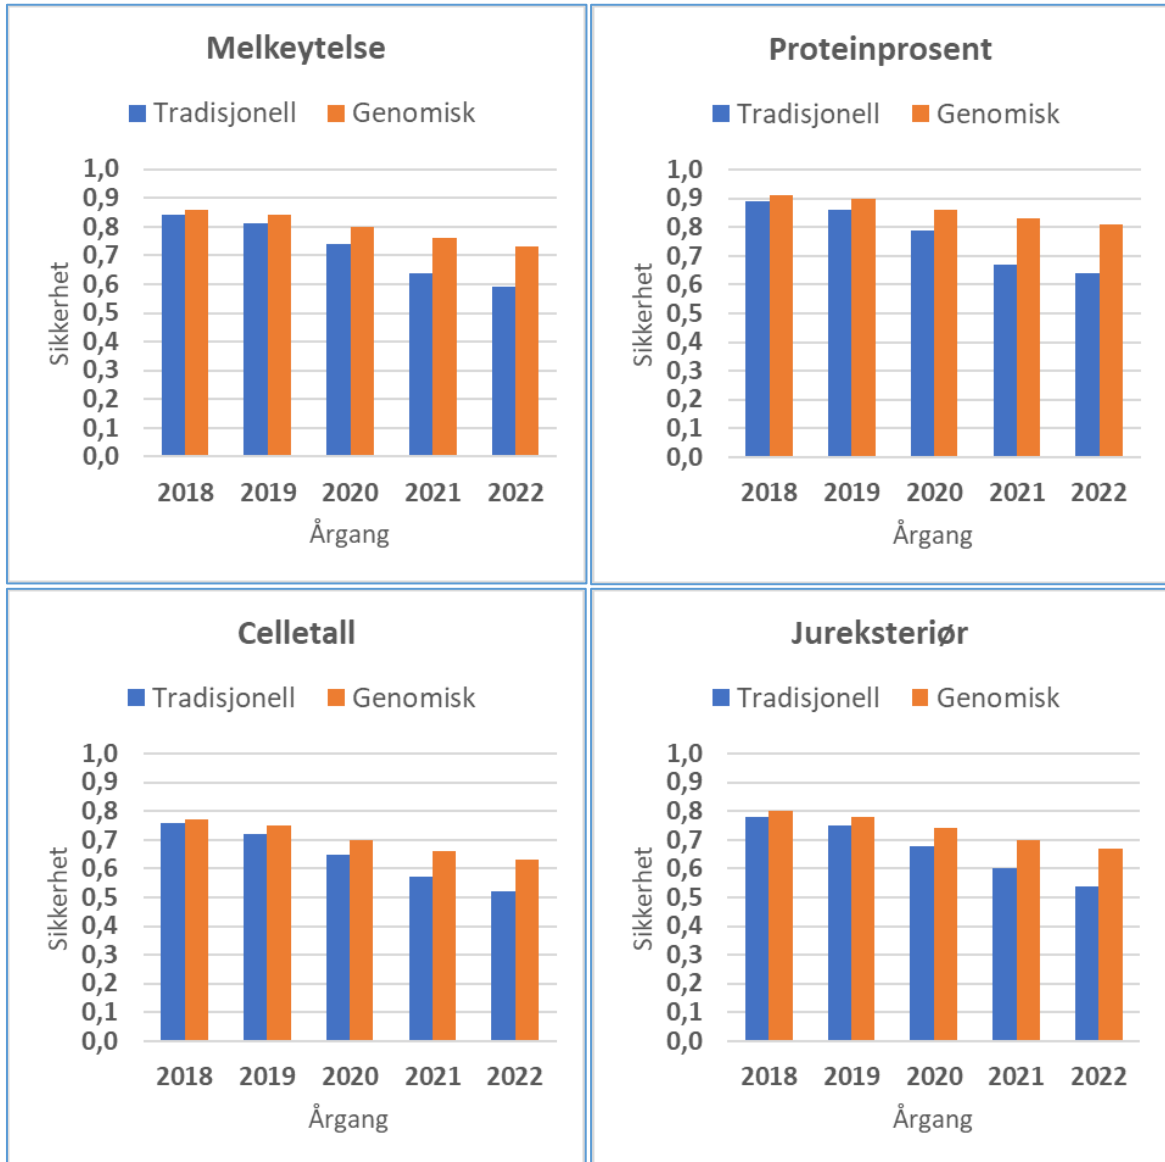 Melkeytelse
Tradisjonell Genomisk
1,0
0,9
0,8
0,7
0,6
0,5
0,4
0,3
0,2
0,1
0,0
Sikkerhet
2018 2019 2020 2021 2022
Årgang
Proteinprosent
Tradisjonell Genomisk
1,0
0,9
0,8
0,7
0,6
0,5
0,4
0,3
0,2
0,1
0,0
Sikkerhet
2018 2019 2020 2021 2022
Årgang
Celletall
Tradisjonell Genomisk
1,0
0,9
0,8
0,7
0,6
0,5
0,4
0,3
0,2
0,1
0,0
Sikkerhet
2018 2019 2020 2021 2022
Årgang
Jureksteriør
Tradisjonell Genomisk
1,0
0,9
0,8
0,7
0,6
0,5
0,4
0,3
0,2
0,1
0,0
Sikkerhet
2018 2019 2020 2021 2022
Årgang